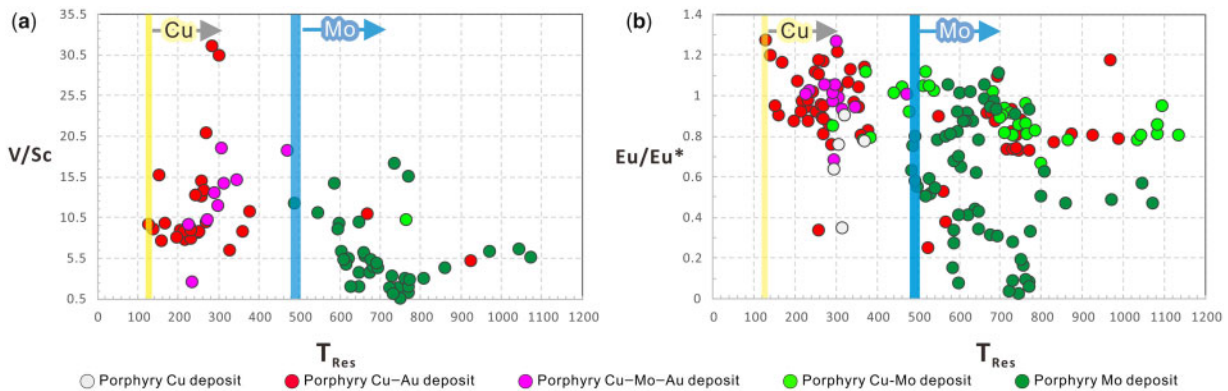 (a)
Cu
Mo
35.5
30.5
25.5
20.5
15.5
10.5
5.5
0.5
V/Sc
0 100 200 300 400 500 600 700 800 900 1000 1100 1200
T Res
(b)
Cu
Mo
1.4
1.2
1
0.8
0.6
0.4
0.2
0
Eu/Eu*
0 100 200 300 400 500 600 700 800 900 1000 1100 1200
T Res
Porphyry Cu deposit Porphyry Cu–Au deposit Porphyry Cu–Mo–Au deposit Porphyry Cu-Mo deposit Porphyry Mo deposit